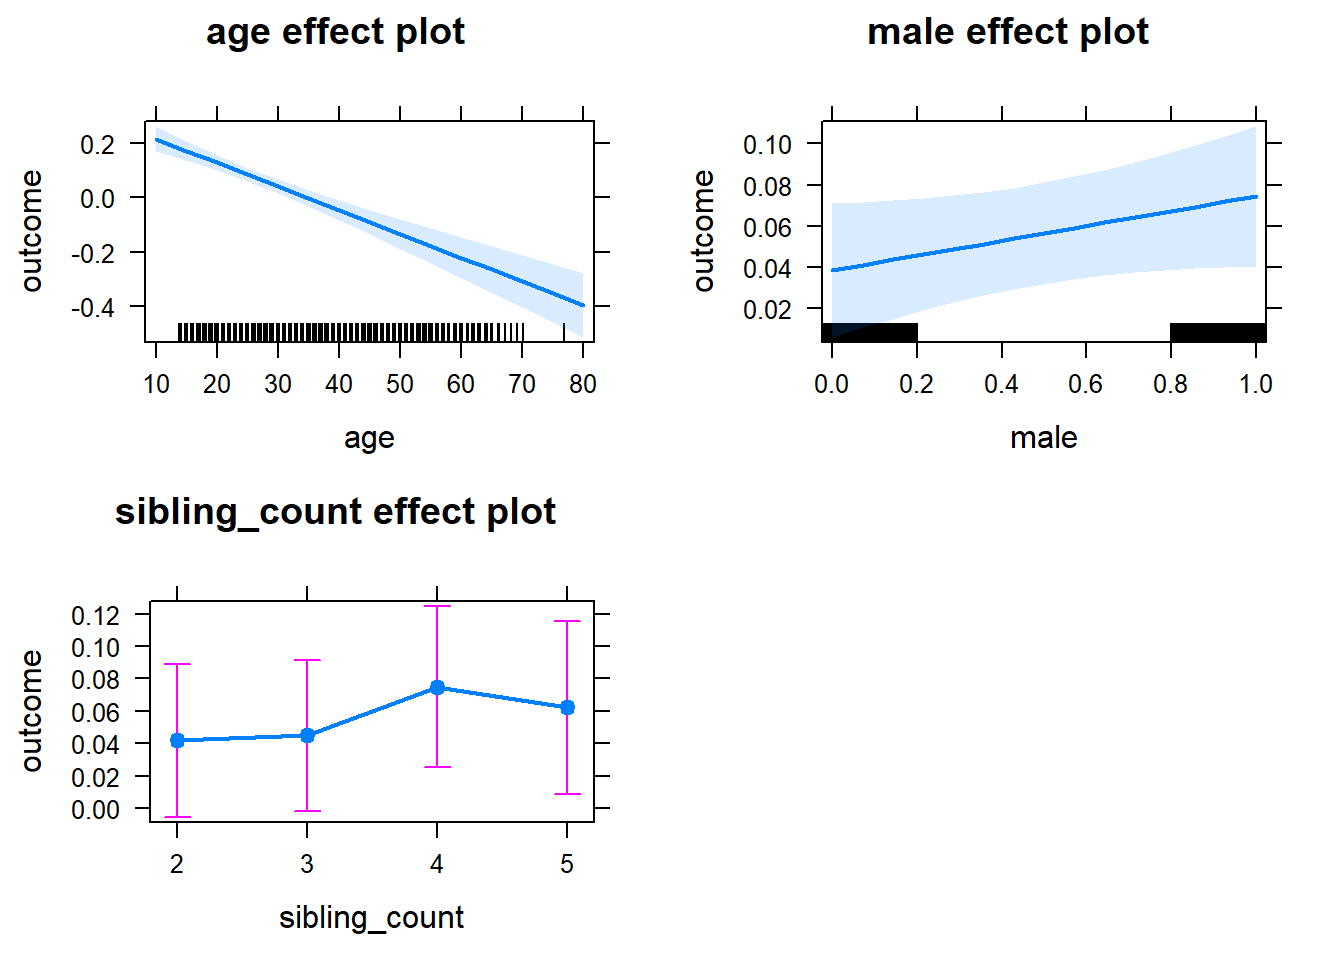 age effect plot
outcome
0.2
0.0
-0.2
-0.4
10 20 30 40 50 60 70 80
age
male effect plot
outcome
0.10
0.08
0.06
0.04
0.02
0.0 0.2 0.4 0.6 0.8 1.0
male
sibling_count effect plot
outcome
0.12
0.10
0.08
0.06
0.04
0.02
0.00
2 3 4 5
sibling_count